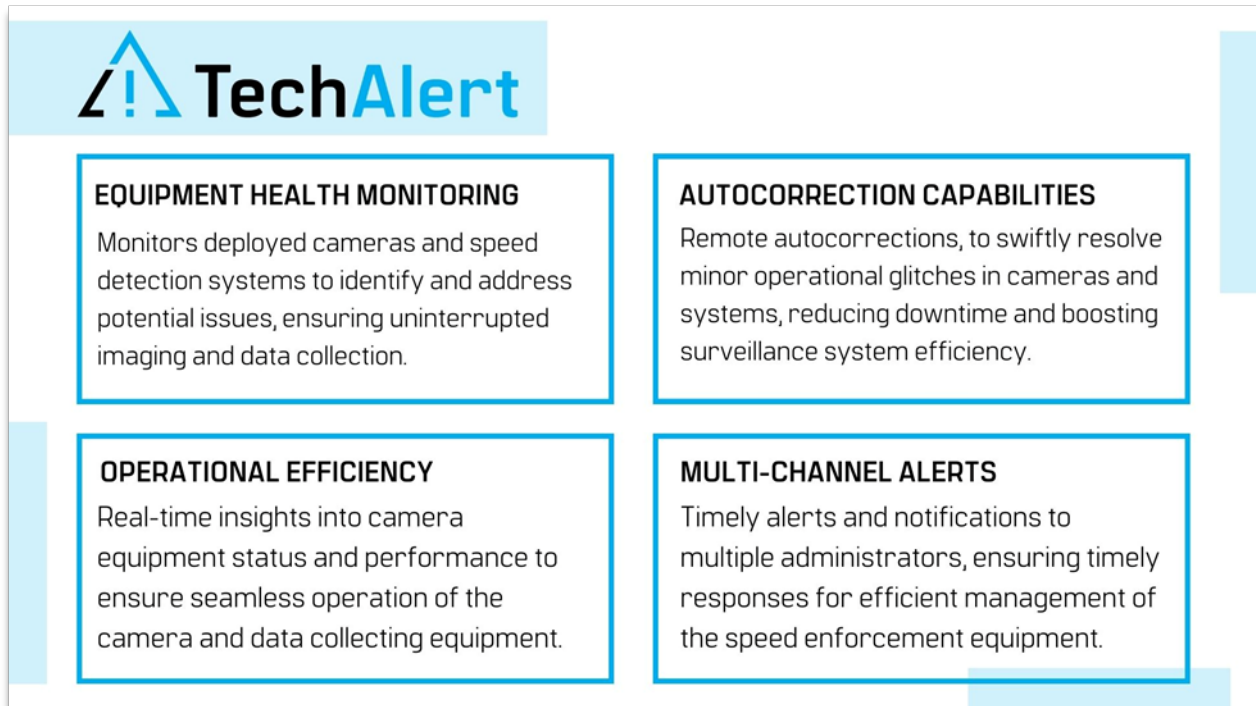 TechAlert
EQUIPMENT HEALTH MONITORING
Monitors deployed cameras and speed
detection systems to identify and address
potential issues, ensuring uninterrupted
imaging and data collection.
AUTOCORRECTION CAPABILITIES
Remote autocorrections, to swiftly resolve
minor operational glitches in cameras and
systems, reducing downtime and boosting
surveillance system efficiency.
OPERATIONAL EFFICIENCY
Real-time insights into camera
equipment status and performance to
ensure seamless operation of the
camera and data collecting equipment.
MULTI-CHANNEL ALERTS
Timely alerts and notifications to
multiple administrators, ensuring timely
responses for efficient management of
the speed enforcement equipment.